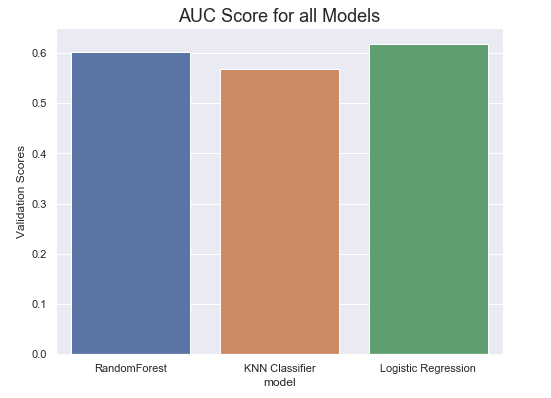 AUC Score for all Models
Validation Scores
0.6
0.5
0.4
0.3
0.2
0.1
0.0
RandomForest
KNN Classifier
Logistic Regression
model